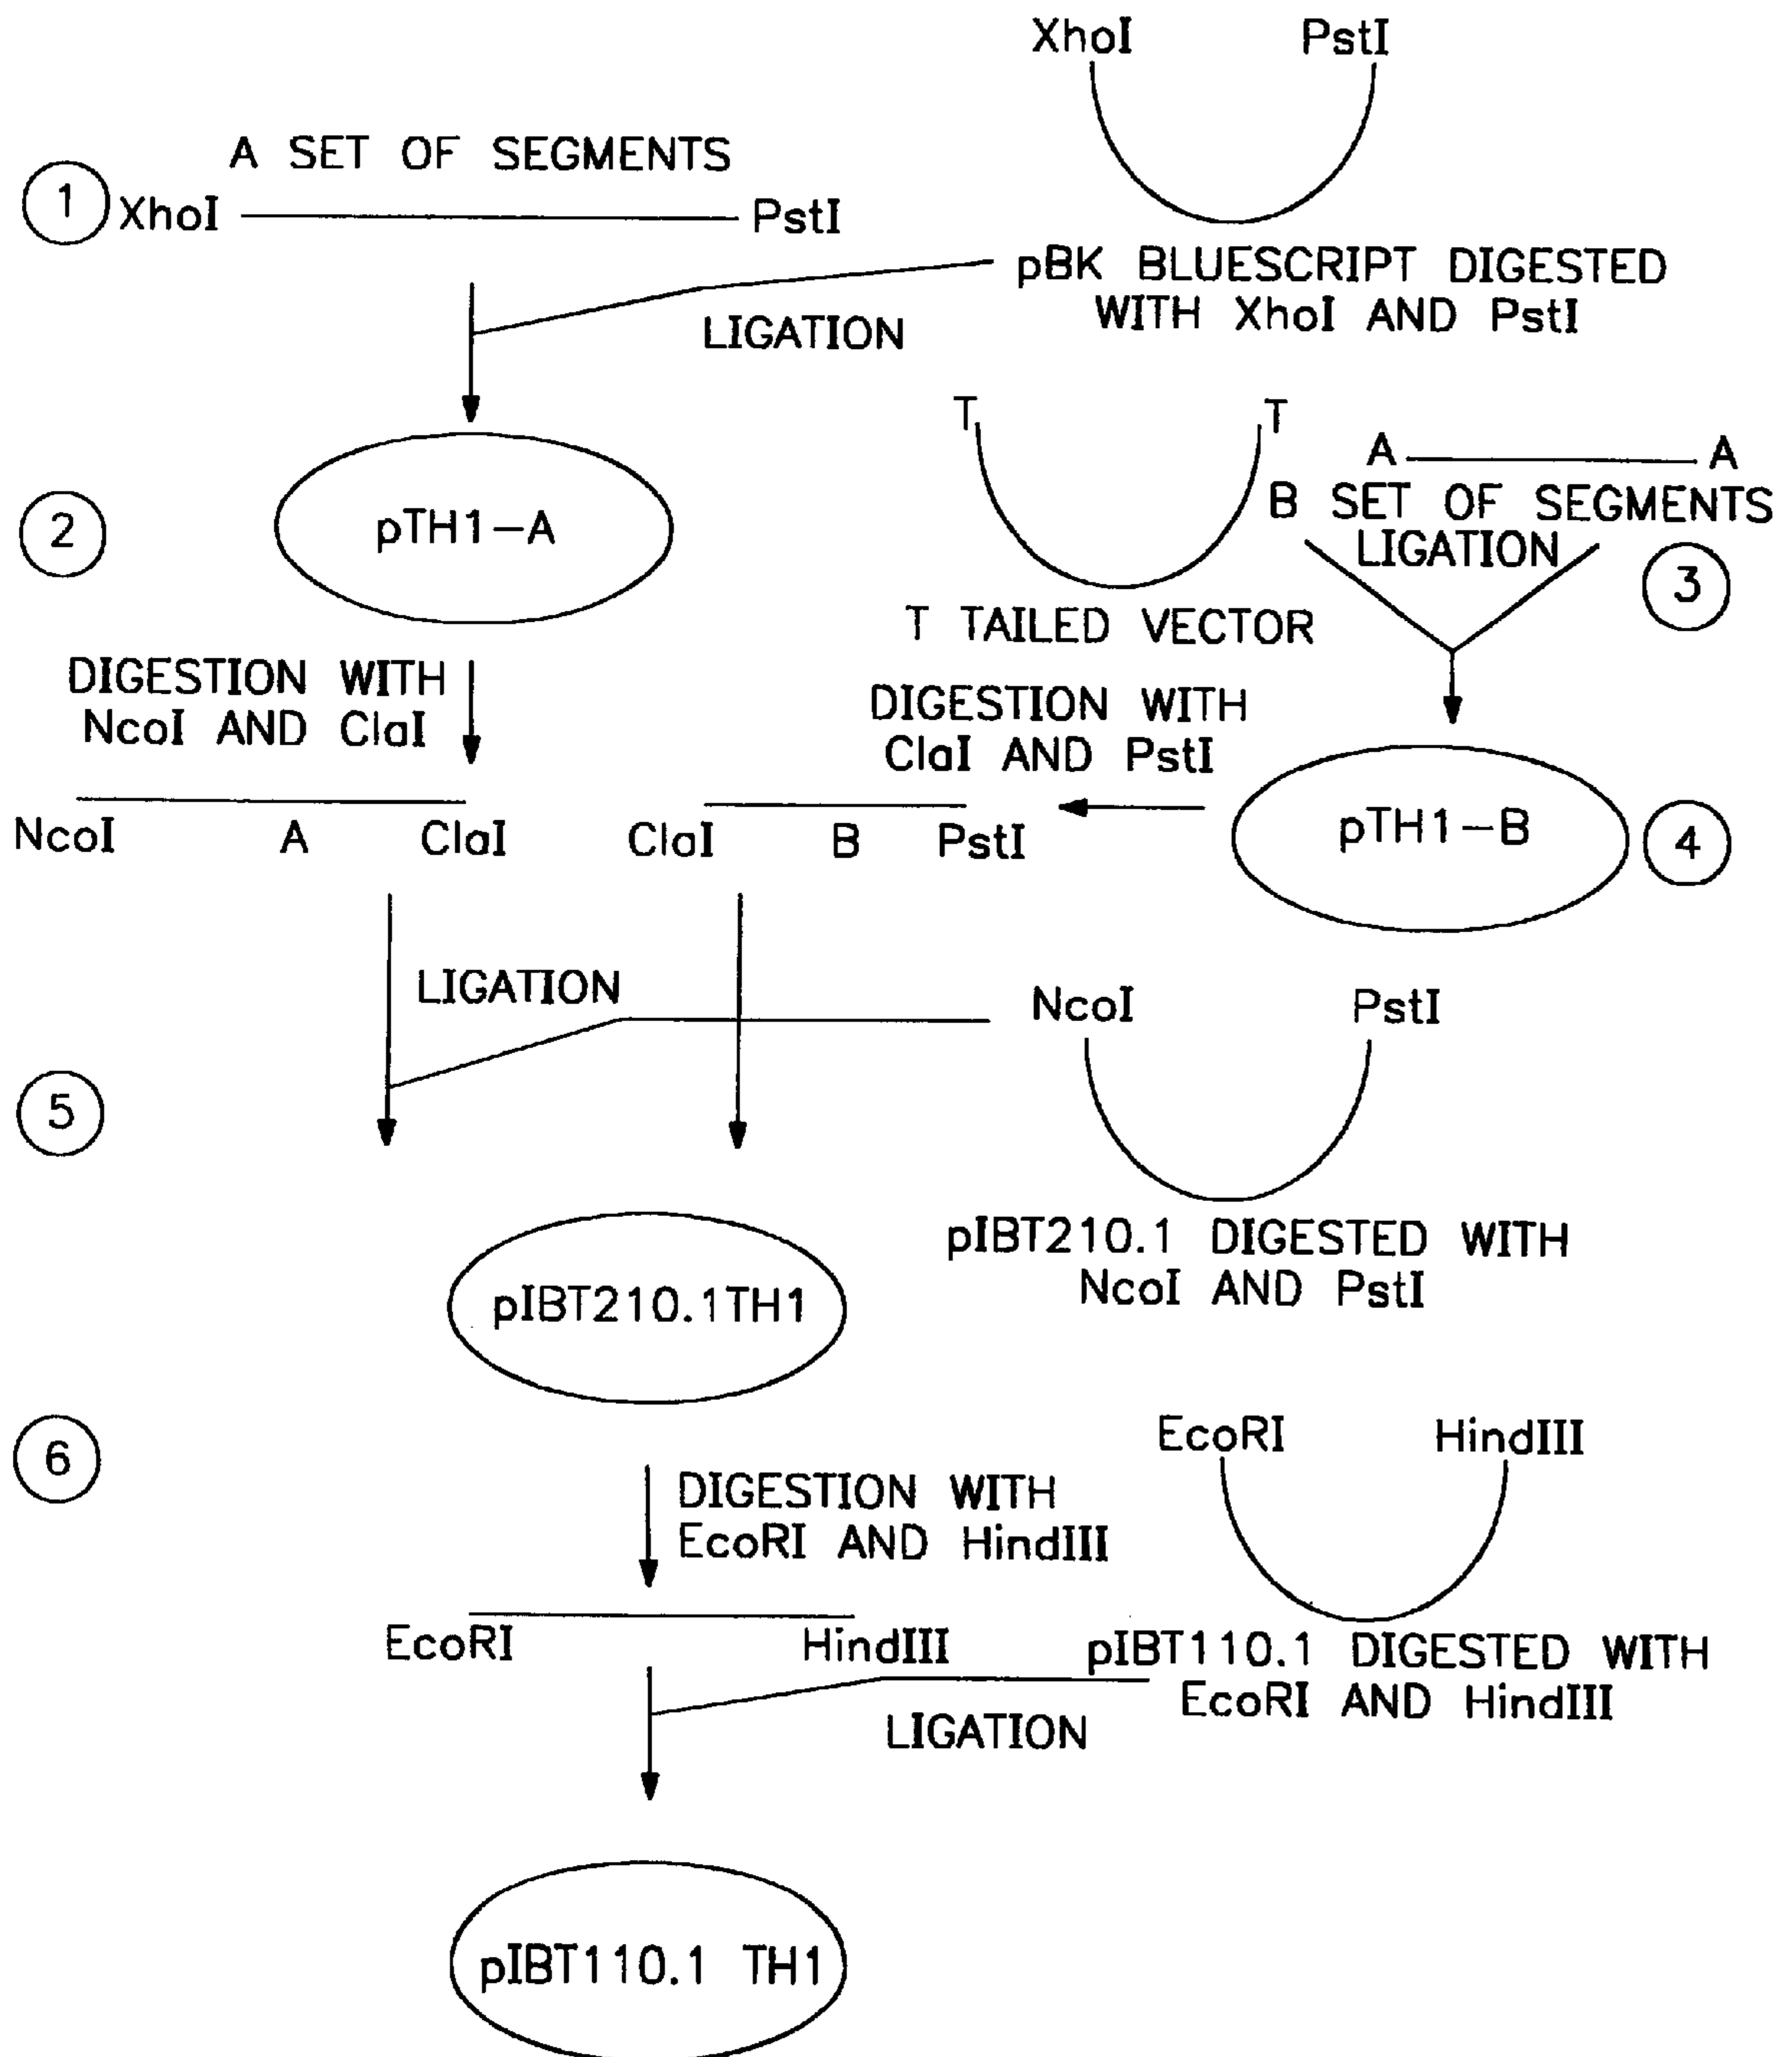 XhoI PstI
A SET OF SEGMENTS
1 XhoI PstI
pBK BLUESCRIPT DIGESTED
WITH XhoI AND PstI
LIGATION
T T
A A
B SET OF SEGMENTS
LIGATION
3
2
pTH1-A
T TAILED VECTOR
DIGESTION WITH
NcoI AND ClaI
DIGESTION WITH
ClaI AND PstI
NcoI A ClaI
ClaI B PstI
pTH1-B
4
LIGATION
NcoI PstI
5
pIBT210.1 DIGESTED WITH
NcoI AND PstI
pIBT210.1TH1
6
EcoRI HindIII
DIGESTION WITH
EcoRI AND HindIII
EcoRI HindIII
pIBT110.1 DIGESTED WITH
EcoRI AND HindIII
LIGATION
pIBT110.1 TH1